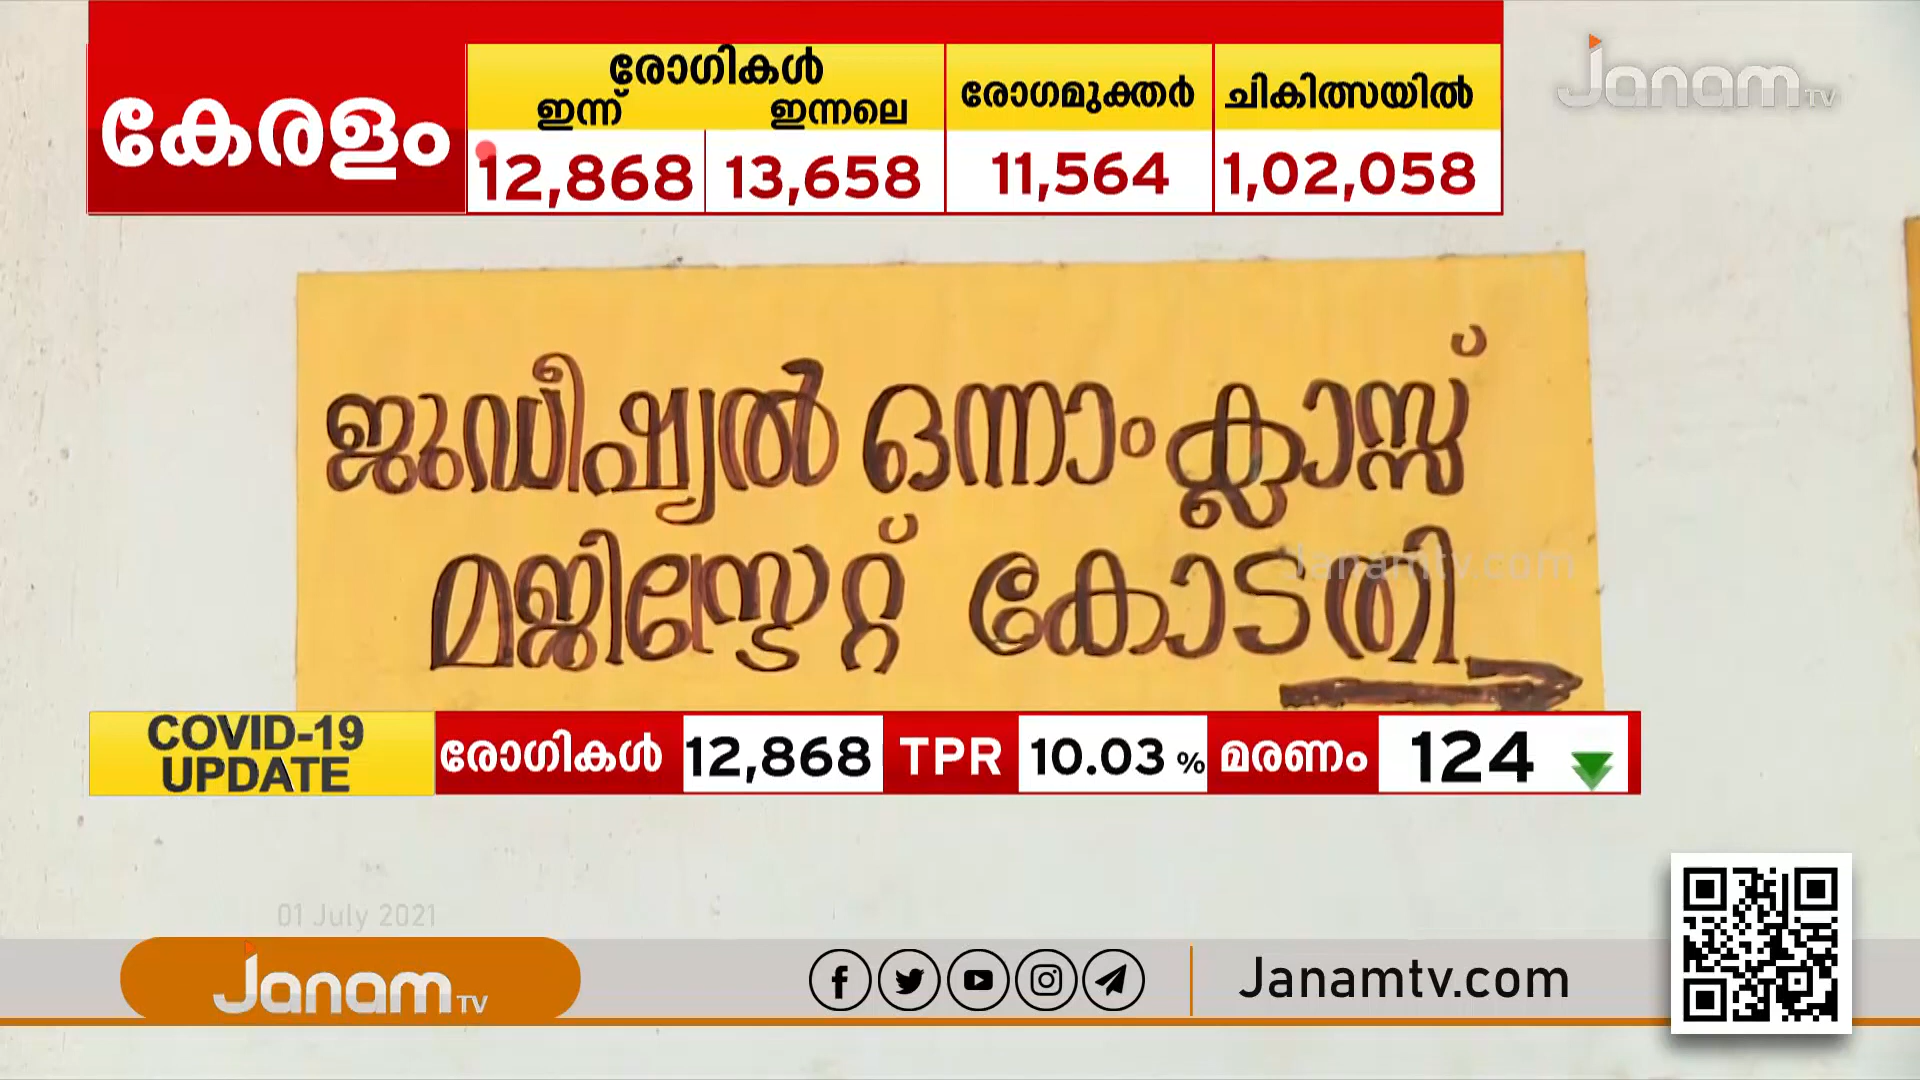 Janam TV
കേരളം
രോഗികൾ
ഇന്ന് ഇന്നലെ
രോഗമുക്തർ
ചികിത്സയിൽ
12,868 13,658 11,564 1,02,058
ജുഡീഷ്യൽ ഒന്നാം ക്ലാസ്സ്
മജിസ്ട്രേറ്റ് കോടതി
Janamtv.com
COVID-19
UPDATE
രോഗികൾ 12,868 TPR 10.03 % മരണം 124
01 July 2021
Janam TV
Janamtv.com